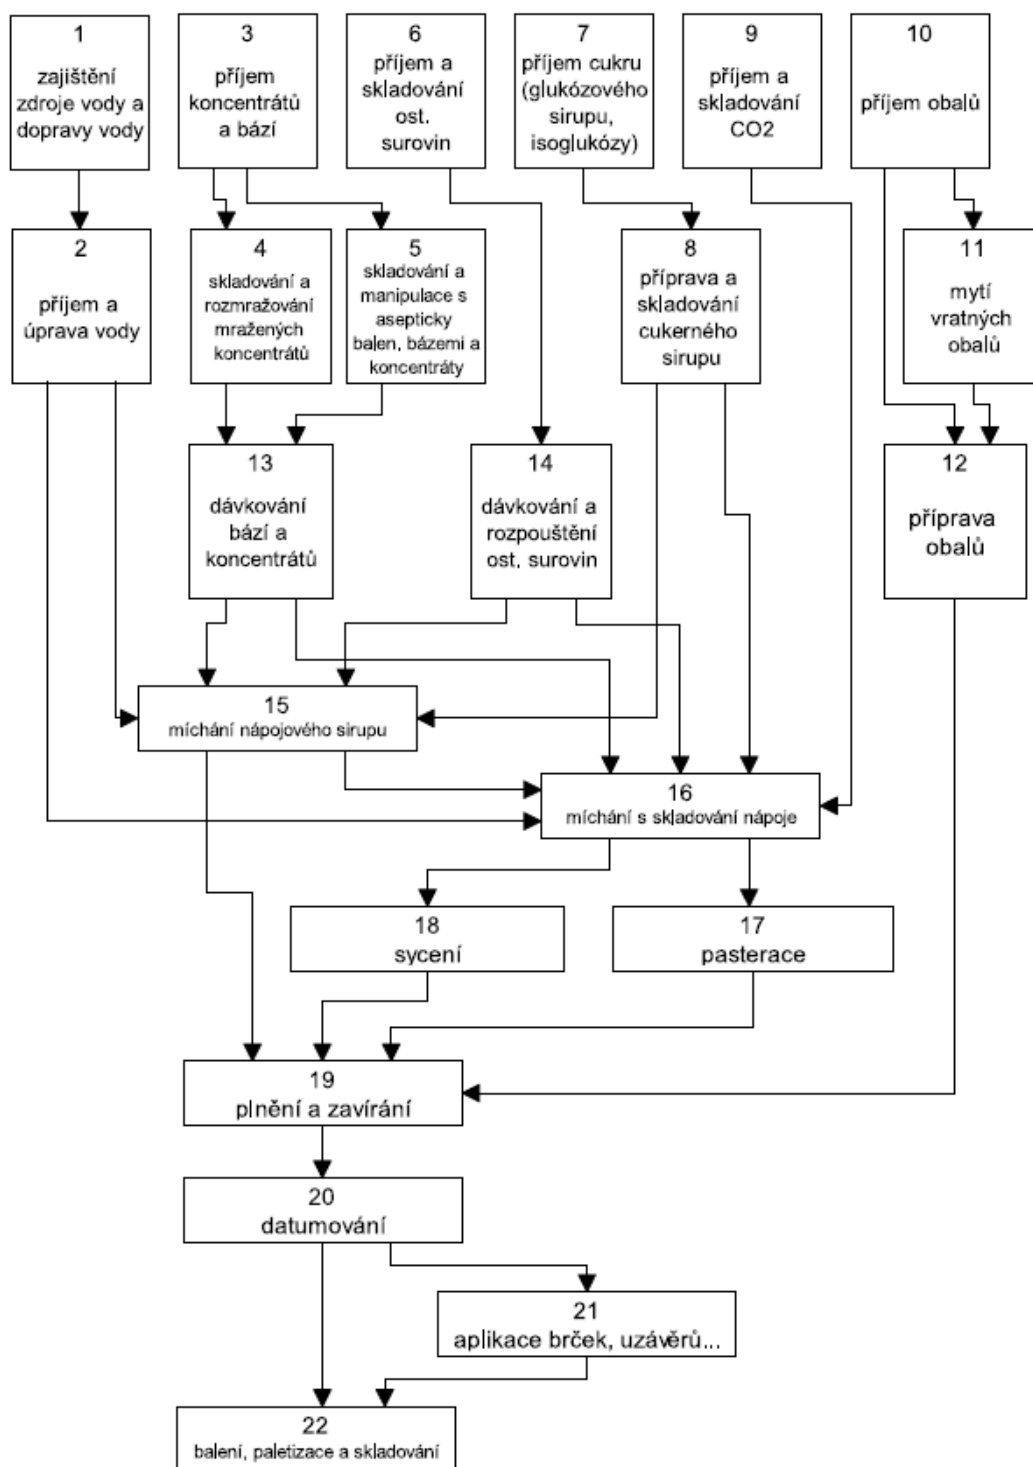 1
zajištění
zdroje vody a
dopravy vody
3
příjem
koncentrátů
a bází
6
příjem a
skladování
ost.
surovin
7
příjem cukru
(glukózového
sirupu,
isoglukózy)
9
příjem a
skladování
CO2
10
příjem obalů
2
příjem a
úprava vody
4
skladování a
rozmražování
mražených
koncentrátů
5
skladování a
manipulace s
asepticky
balen, bázemi a
koncentráty
8
příprava a
skladování
cukerného
sirupu
11
mytí
vratných
obalů
13
dávkování
bází a
koncentrátů
14
dávkování a
rozpouštění
ost, surovin
12
příprava
obalů
15
míchání nápojového sirupu
16
míchání s skladování nápoje
18
sycení
17
pasterace
19
plnění a zavírání
20
datumování
21
aplikace brček, uzávěrů...
22
balení, paletizace a skladování